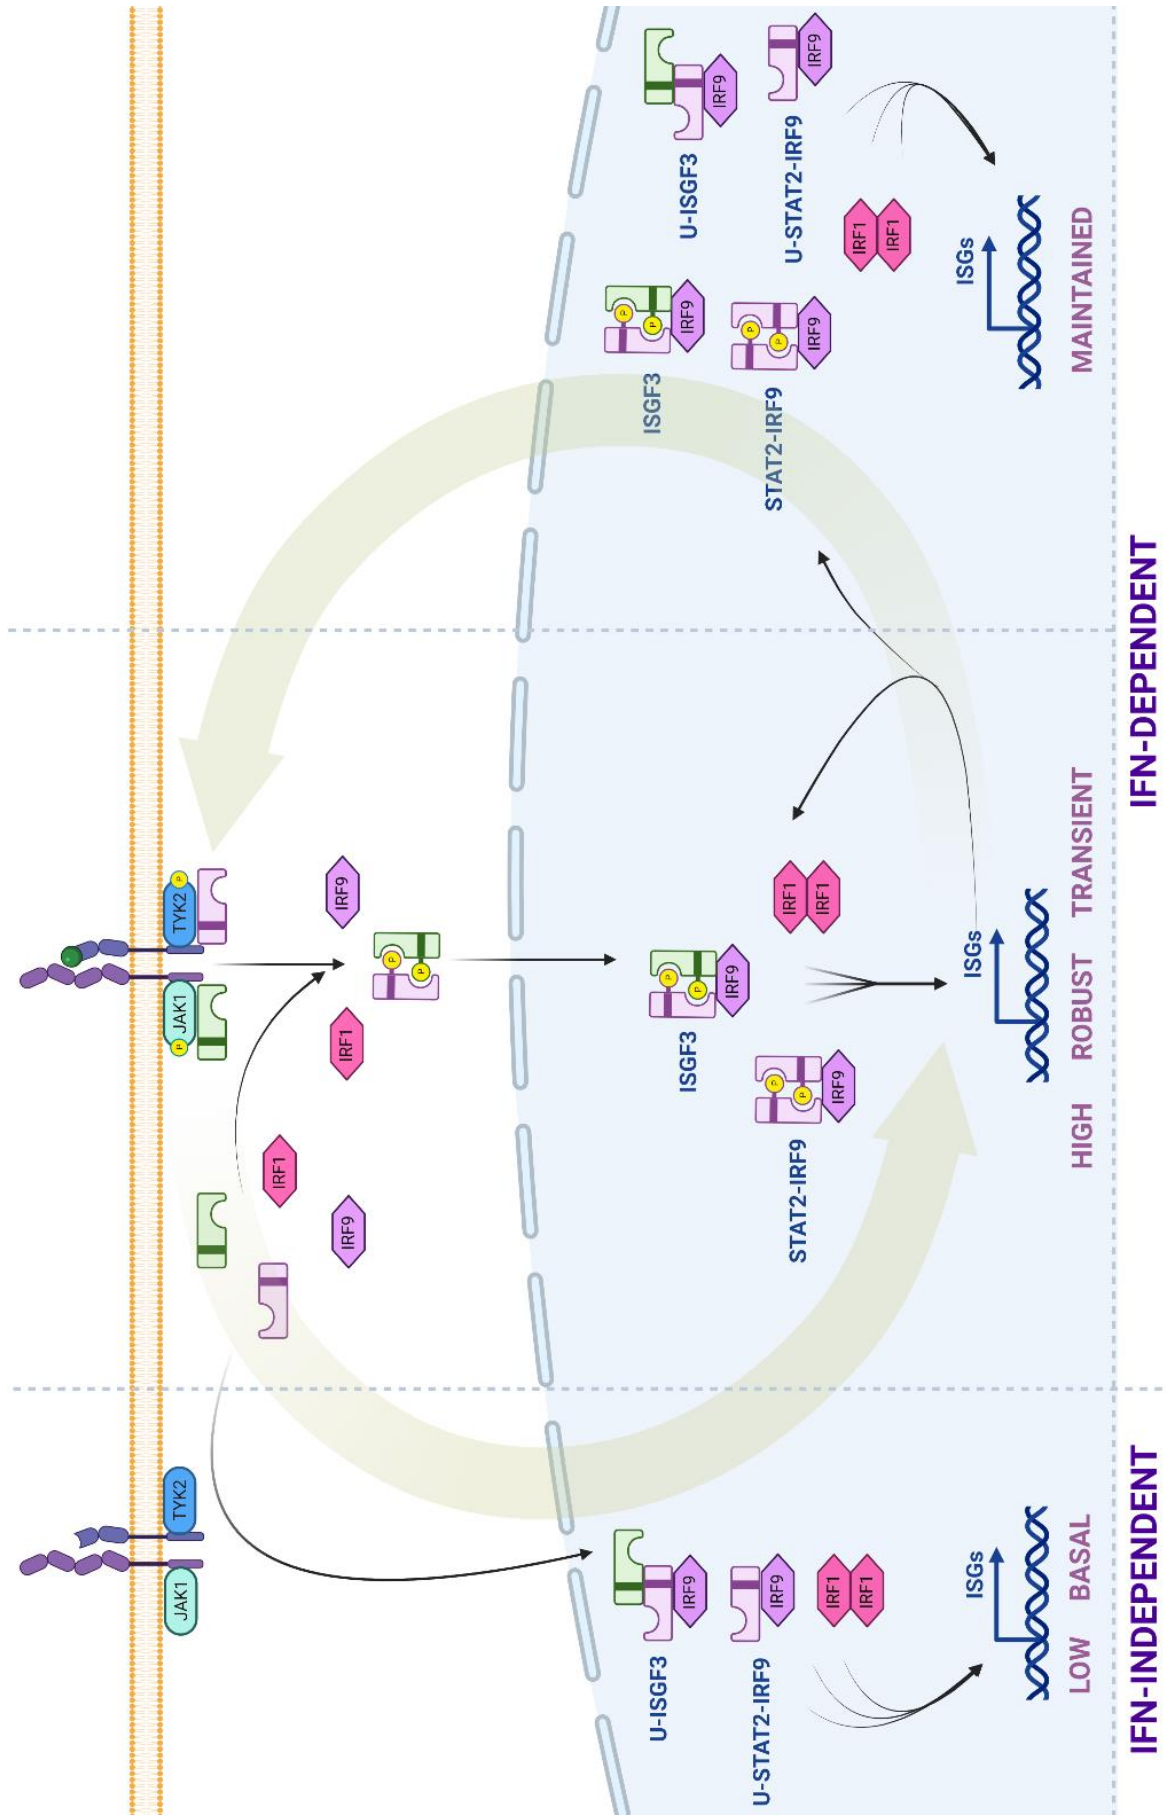 JAK1
TYK2
U-ISGF3
IRF9
U-STAT2-IRF9
IRF9
IRF1
IRF1
ISGs
LOW BASAL
IFN-INDEPENDENT
P
JAK1
TYK2
P
IRF1
IRF9
IRF1
IRF9
P
P
ISGF3
P
P
IRF9
STAT2-IRF9
P
P
IRF9
IRF1
IRF1
ISGs
HIGH ROBUST TRANSIENT
ISGF3
P
P
IRF9
U-ISGF3
IRF9
STAT2-IRF9
P
P
IRF9
U-STAT2-IRF9
IRF9
IRF1
IRF1
ISGs
MAINTAINED
IFN-DEPENDENT